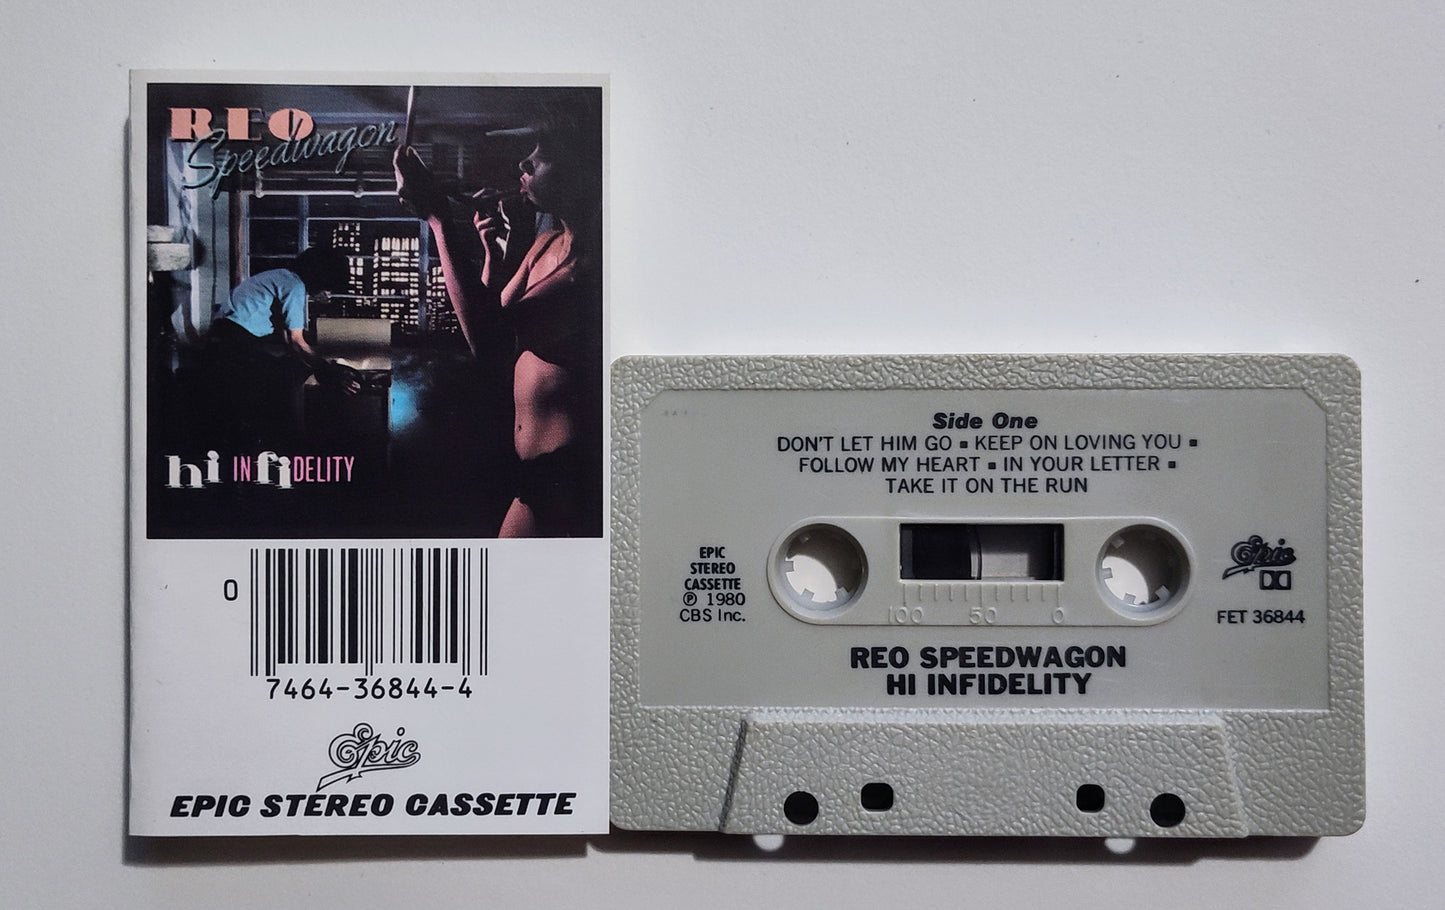 REO
Speedwagon
hi INfiDELITY
0
7464-36844-4
Epic
EPIC STEREO CASSETTE
Side One
DON'T LET HIM GO ▪ KEEP ON LOVING YOU ▪
FOLLOW MY HEART ▪ IN YOUR LETTER ▪
TAKE IT ON THE RUN
EPIC
STEREO
CASSETTE
℗ 1980
CBS Inc.
100 50 0
Epic
FET 36844
REO SPEEDWAGON
HI INFIDELITY